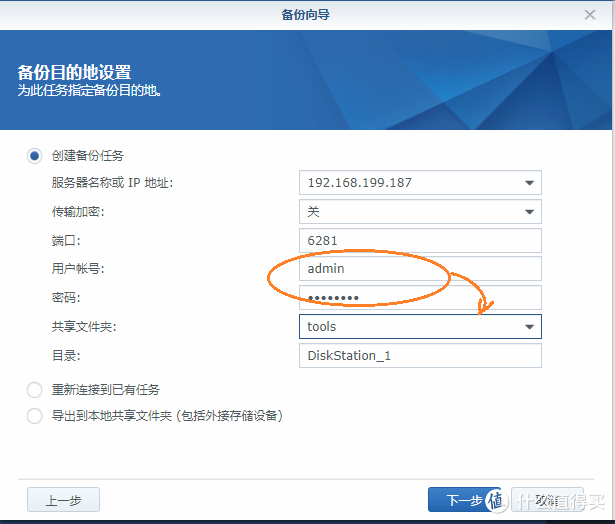 备份向导
备份目的地设置
为此任务指定备份目的地。
创建备份任务
服务器名称或 IP 地址: 192.168.199.187
传输加密: 关
端口: 6281
用户帐号: admin
密码: ••••••••
共享文件夹: tools
目录: DiskStation_1
重新连接到已有任务
导出到本地共享文件夹 (包括外接存储设备)
上一步 下一步 取消
值 什么值得买